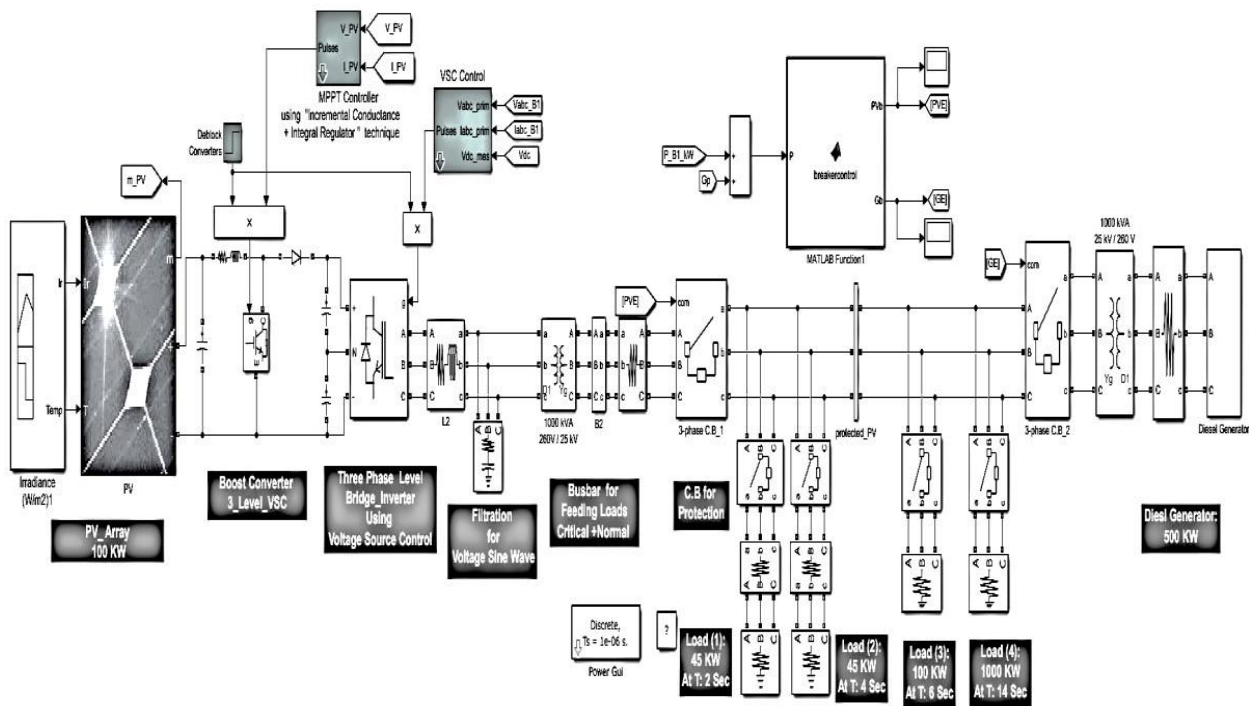 V_PV
V_PV
Pulses
I_PV
I_PV
MPPT Controller
using "Incremental Conductance
+ Integral Regulator" technique
VSC Control
Vabc_prim
Vabc_B1
Pulses
Iabc_prim
Iabc_B1
Vdc_mes
Vdc
Deblock
Converters
m_PV
X
X
P_B1_kW
Gp
+
+
P
breakercontrol
PVb
[PVE]
Gb
[GE]
MATLAB Function1
Ir
Temp
Ir
T
m
+
-
Irradiance
(W/m2)1
PV
g
C
E
+
N
-
g
A
B
C
A
B
C
a
b
c
L2
A
B
C
a
b
c
A
B
C
D1
Yg
1000 kVA
260V / 25 kV
A
B
C
a
b
c
B2
A
B
C
[PVE]
com
A
B
C
a
b
c
3-phase C.B_1
protected_PV
[GE]
com
A
B
C
a
b
c
3-phase C.B_2
1000 kVA
25 kV / 260 V
A
B
C
a
b
c
Yg
D1
A
B
C
a
b
c
A
B
C
Diesel Generator
A B C
a b c
A B C
a b c
A B C
a b c
A B C
a b c
a b c
A B C
a b c
A B C
A B C
A B C
A B C
A B C
PV_Array
100 KW
Boost Converter
3_Level_VSC
Three Phase Level
Bridge_Inverter
Using
Voltage Source Control
Filtration
for
Voltage Sine Wave
Busbar for
Feeding Loads
Critical +Normal
C.B for
Protection
Diesl Generator:
500 KW
Discrete,
Ts = 1e-06 s.
Power Gui
?
Load (1):
45 KW
At T: 2 Sec
Load (2):
45 KW
At T: 4 Sec
Load (3):
100 KW
At T: 6 Sec
Load (4):
1000 KW
At T: 14 Sec